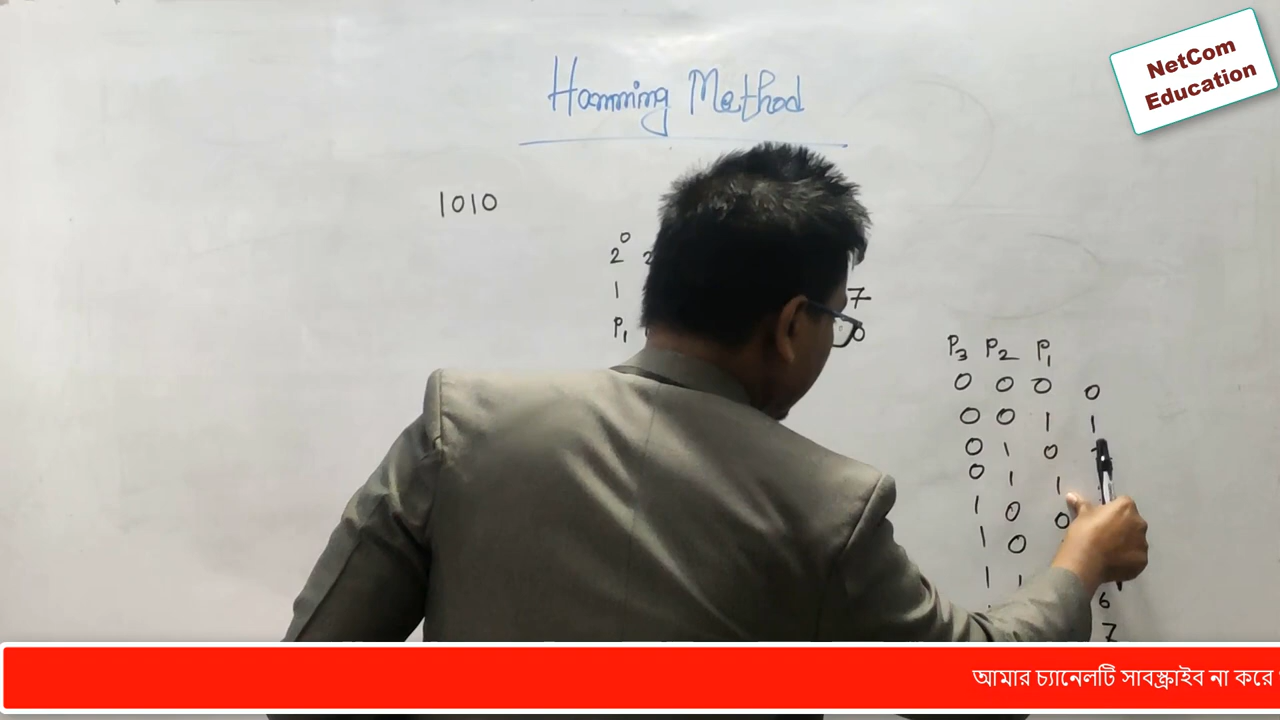 NetCom
Education
Hamming Method
1010
2^0 2
1 7
P1 0
P3 P2 P1
0 0 0 0
0 0 1 1
0 1 0
0 1 1
1 0 0
1 0
1 1
6
7
আমার চ্যানেলটি সাবস্ক্রাইব না করে